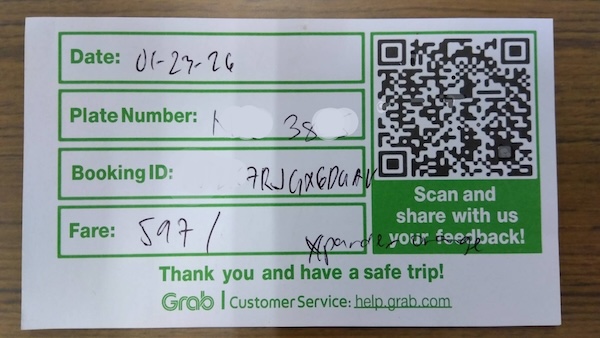 Date: 01-23-26
Plate Number: 38
Booking ID: 7RJGX6DGAV
Fare: 597/
Scan and
share with us
your feedback!
Thank you and have a safe trip!
Grab | Customer Service: help.grab.com